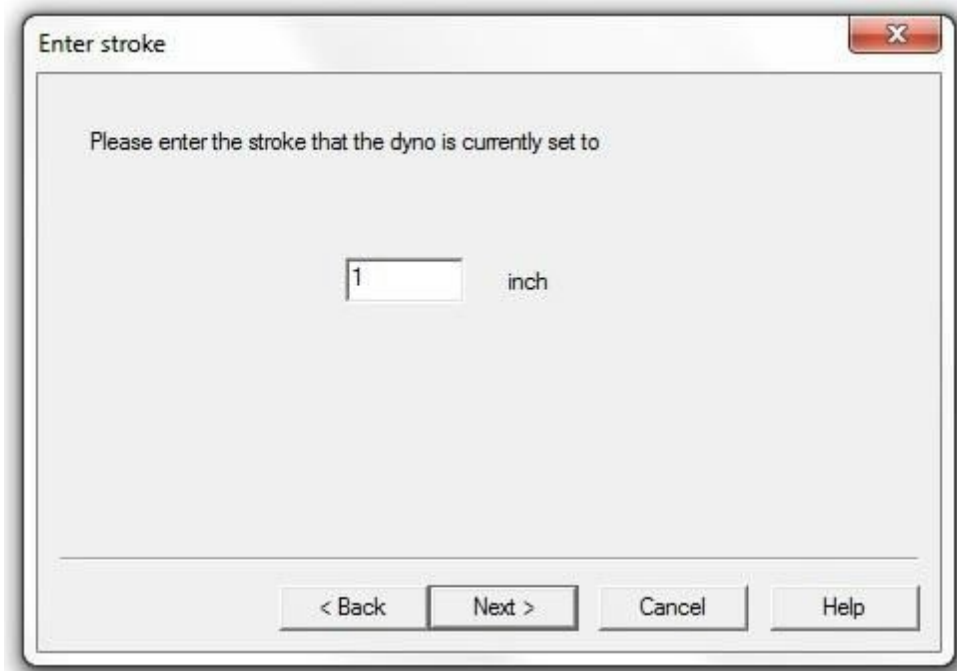 Enter stroke
Please enter the stroke that the dyno is currently set to
1 inch
< Back Next > Cancel Help